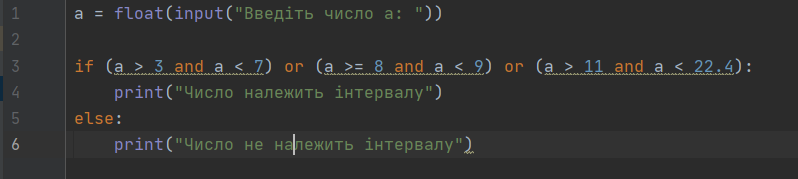 1 a = float(input("Введіть число a: "))
2
3 if (a > 3 and a < 7) or (a >= 8 and a < 9) or (a > 11 and a < 22.4):
4 print("Число належить інтервалу")
5 else:
6 print("Число не належить інтервалу")